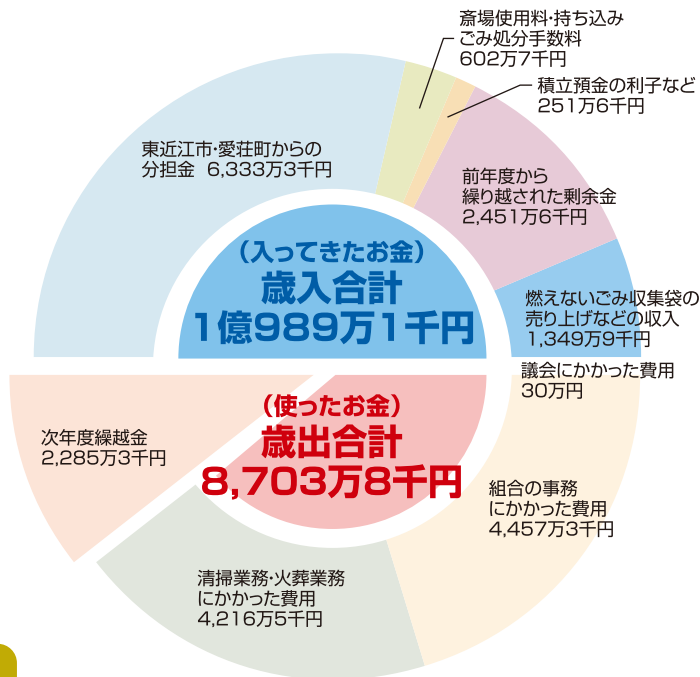 斎場使用料・持ち込み
ごみ処分手数料
602万7千円
積立預金の利子など
251万6千円
東近江市・愛荘町からの
分担金 6,333万3千円
前年度から
繰り越された剰余金
2,451万6千円
(入ってきたお金)
歳入合計
1億989万1千円
燃えないごみ収集袋の
売り上げなどの収入
1,349万9千円
議会にかかった費用
30万円
(使ったお金)
歳出合計
8,703万8千円
次年度繰越金
2,285万3千円
組合の事務
にかかった費用
4,457万3千円
清掃業務・火葬業務
にかかった費用
4,216万5千円